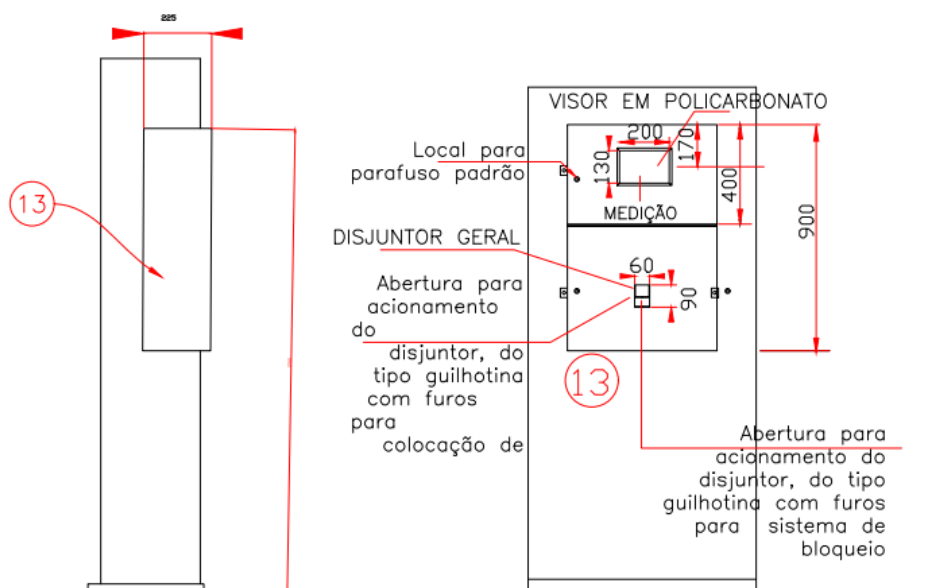 225
13
VISOR EM POLICARBONATO
200
170
130
400
900
Local para
parafuso padrão
MEDIÇÃO
DISJUNTOR GERAL
60
90
Abertura para
acionamento
do
disjuntor, do
tipo guilhotina
com furos
para
colocação de
13
Abertura para
acionamento do
disjuntor, do tipo
guilhotina com furos
para sistema de
bloqueio